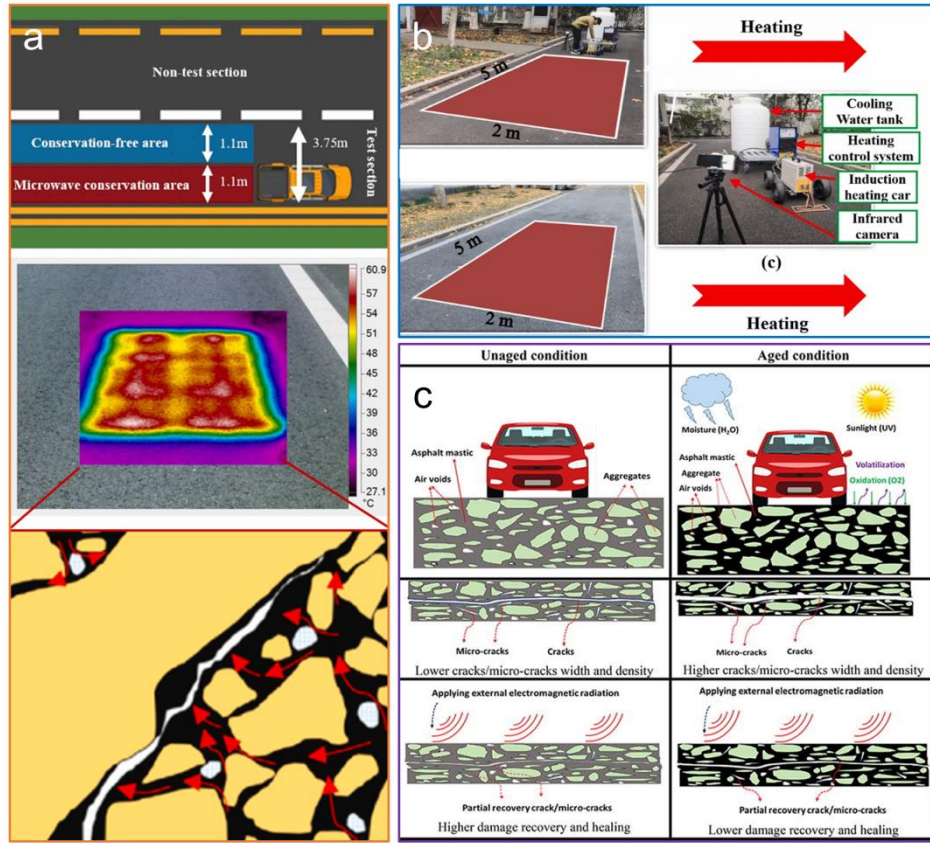 a
Non-test section
Conservation-free area
1.1m
3.75m
Test section
Microwave conservation area
1.1m
60.9
57
54
51
48
45
42
39
36
33
30
27.1
°C
b
5 m
2 m
5 m
2 m
Heating
Cooling
Water tank
Heating
control system
Induction
heating car
Infrared
camera
(c)
Heating
c
Unaged condition
Asphalt mastic
Air voids
Aggregates
Micro-cracks
Cracks
Lower cracks/micro-cracks width and density
Applying external electromagnetic radiation
Partial recovery crack/micro-cracks
Higher damage recovery and healing
Aged condition
Moisture (H₂O)
Sunlight (UV)
Asphalt mastic
Aggregate
Air voids
Volatilization
Oxidation (O2)
Micro-cracks
Cracks
Higher cracks/micro-cracks width and density
Applying external electromagnetic radiation
Partial recovery crack/micro-cracks
Lower damage recovery and healing